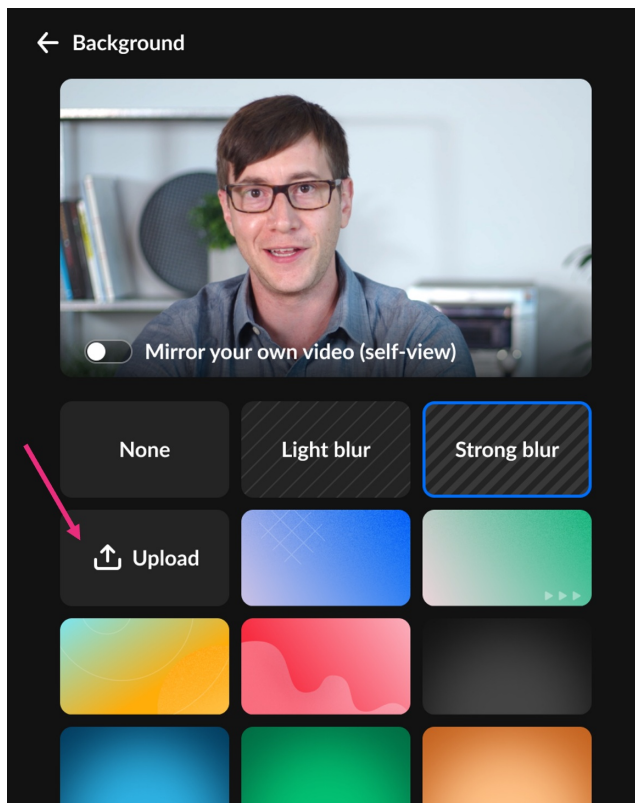 Background
Mirror your own video (self-view)
None
Light blur
Strong blur
Upload